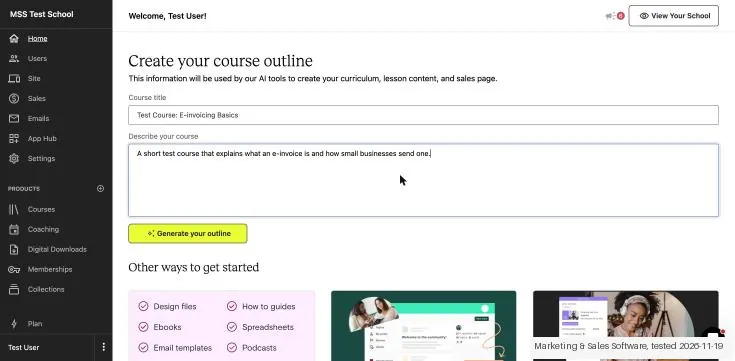 MSS Test School
Home
Users
Site
Sales
Emails
App Hub
Settings
PRODUCTS
Courses
Coaching
Digital Downloads
Memberships
Collections
Plan
Test User
Welcome, Test User!
6
View Your School
Create your course outline
This information will be used by our AI tools to create your curriculum, lesson content, and sales page.
Course title
Test Course: E-invoicing Basics
Describe your course
A short test course that explains what an e-invoice is and how small businesses send one.
Generate your outline
Other ways to get started
Design files
How to guides
Ebooks
Spreadsheets
Email templates
Podcasts
Welcome to the community!
Marketing & Sales Software, tested 2025-11-19